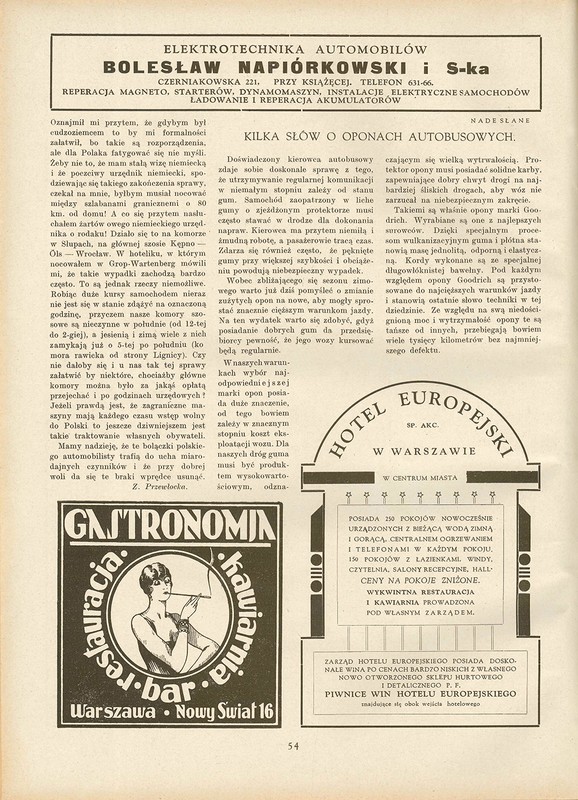 ELEKTROTECHNIKA AUTOMOBILÓW
BOLESŁAW NAPIÓRKOWSKI i S-ka
CZERNIAKOWSKA 221, PRZY KSIĄŻĘCEJ, TELEFON 631-66.
REPERACJA MAGNETO, STARTERÓW, DYNAMOMASZYN, INSTALACJE ELEKTRYCZNE SAMOCHODÓW
ŁADOWANIE I REPERACJA AKUMULATORÓW
Oznajmił mi przytem, że gdybym był
cudzoziemcem to by mi formalności
załatwił, bo takie są rozporządzenia,
ale dla Polaka fatygować się nie myśli.
Żeby nie to, że mam stałą wizę niemiecką
i że poczciwy urzędnik niemiecki, spo-
dziewając się takiego zakończenia sprawy,
czekał na mnie, byłbym musiał nocować
między szlabanami granicznemi o 80
km. od domu! A co się przytem nasłu-
chałem żartów owego niemieckiego urzęd-
nika o rodaku! Działo się to na komorze
w Słupach, na głównej szosie Kępno —
Öls — Wrocław. W hoteliku, w którym
nocowałem w Grop-Wartenberg mówili
mi, że takie wypadki zachodzą bardzo
często. To są jednak rzeczy niemożliwe.
Robiąc duże kursy samochodem nieraz
nie jest się w stanie zdążyć na oznaczoną
godzinę, przyczem nasze komory szo-
sowe są nieczynne w południe (od 12-tej
do 2-giej), a jesienią i zimą wiele z nich
zamykają już o 5-tej po południu (ko
mora rawicka od strony Lignicy). Czy
nie dałoby się i u nas tak tej sprawy
załatwić by niektóre, chociażby główne
komory można było za jakąś opłatą
przejechać i po godzinach urzędowych?
Jeżeli prawdą jest, że zagraniczne ma-
szyny mają każdego czasu wstęp wolny
do Polski to jeszcze dziwniejszem jest
takie traktowanie własnych obywateli.
Mamy nadzieję, że te bolączki polskie-
go automobilisty trafią do ucha miaro-
dajnych czynników i że przy dobrej
woli da się te braki wprędce usunąć.
Z. Przewłocka.
NADESŁANE
KILKA SŁÓW O OPONACH AUTOBUSOWYCH.
Doświadczony kierowca autobusowy
zdaje sobie doskonale sprawę z tego,
że utrzymywanie regularnej komunikacji
w niemałym stopniu zależy od stanu
gum. Samochód zaopatrzony w liche
gumy o zjeżdżonym protektorze musi
często stawać w drodze dla dokonania
napraw. Kierowca ma przytem niemiłą i
żmudną robotę, a pasażerowie tracą czas.
Zdarza się również często, że pęknięte
gumy przy większej szybkości i obciąże-
niu powodują niebezpieczny wypadek.
Wobec zbliżającego się sezonu zimo-
wego warto już dziś pomyśleć o zmianie
zużytych opon na nowe, aby mogły spro-
stać znacznie cięższym warunkom jazdy.
Na ten wydatek warto się zdobyć, gdyż
posiadanie dobrych gum da przedsię-
biorcy pewność, że jego wozy kursować
będą regularnie.
W naszych warun-
kach wybór naj-
odpowiedniejszej
marki opon posia-
da duże znaczenie,
od tego bowiem
zależy w znacznym
stopniu koszt eks-
ploatacji wozu. Dla
naszych dróg guma
musi być produk-
tem wysokowarto-
ściowym, odzna-
czającym się wielką wytrwałością. Pro-
tektor opony musi posiadać solidne karby,
zapewniające dobry chwyt drogi na naj-
bardziej śliskich drogach, aby wóz nie
zarzucał na niebezpiecznym zakręcie.
Takiemi są właśnie opony marki Goo-
drich. Wyrabiane są one z najlepszych
surowców. Dzięki specjalnym proce-
som wulkanizacyjnym guma i płótna sta-
nowią masę jednolitą, odporną i elastycz-
ną. Kordy wykonane są ze specjalnej
długowłóknistej bawełny. Pod każdym
względem opony Goodrich są przysto-
sowane do najcięższych warunków jazdy
i stanowią ostatnie słowo techniki w tej
dziedzinie. Ze względu na swą niedości-
gnioną moc i wytrzymałość opony te są
tańsze od innych, przebiegają bowiem
wiele tysięcy kilometrów bez najmniej-
szego defektu.
GASTRONOMJA
restauracja · bar · kawiarnia
Warszawa · Nowy Świat 16
HOTEL EUROPEJSKI
SP. AKC.
W WARSZAWIE
W CENTRUM MIASTA
POSIADA 250 POKOJÓW NOWOCZEŚNIE
URZĄDZONYCH Z BIEŻĄCĄ WODĄ ZIMNĄ
I GORĄCĄ, CENTRALNEM OGRZEWANIEM
I TELEFONAMI W KAŻDYM POKOJU.
150 POKOJÓW Z ŁAZIENKAMI. WINDY,
CZYTELNIA, SALONY RECEPCYJNE, HALL·
CENY NA POKOJE ZNIŻONE.
WYKWINTNA RESTAURACJA
I KAWIARNIA PROWADZONA
POD WŁASNYM ZARZĄDEM.
ZARZĄD HOTELU EUROPEJSKIEGO POSIADA DOSKO-
NALE WINA PO CENACH BARDZO NISKICH Z WŁASNEGO
NOWO OTWORZONEGO SKLEPU HURTOWEGO
I DETALICZNEGO P. F.
PIWNICE WIN HOTELU EUROPEJSKIEGO
znajdujące się obok wejścia hotelowego
54